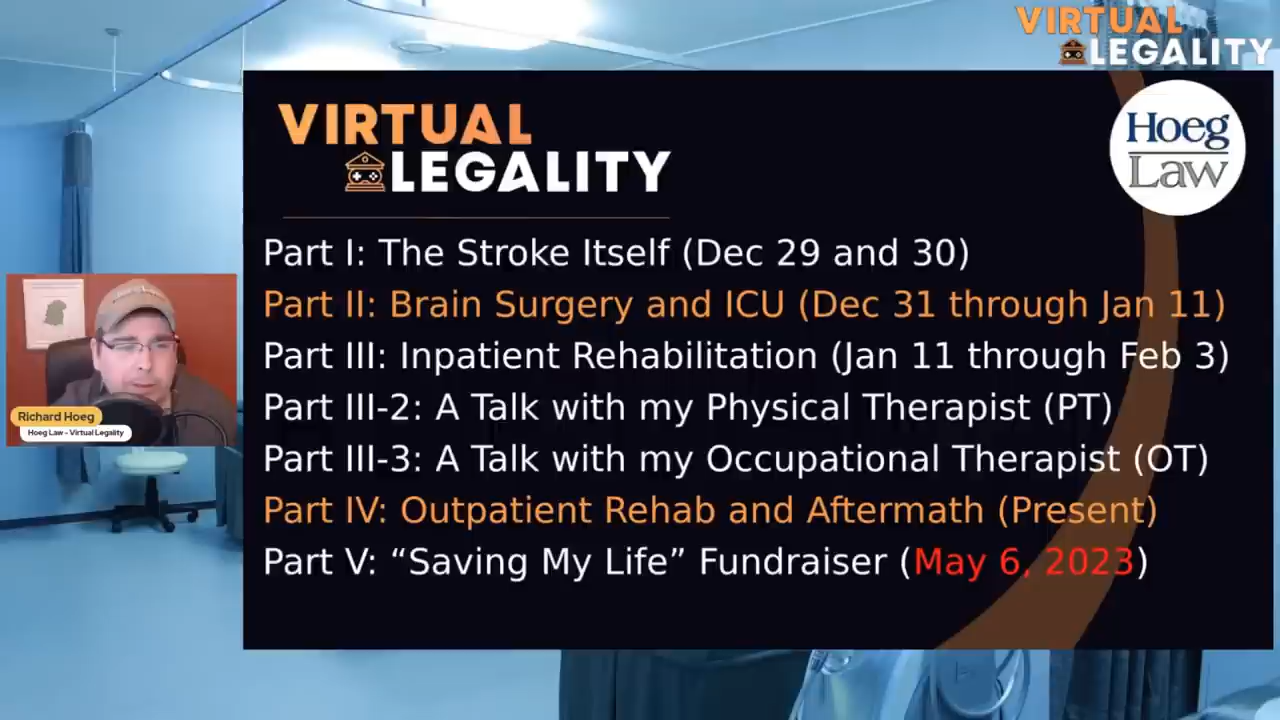 VIRTUAL
LEGALITY
VIRTUAL
LEGALITY
Hoeg
Law
Part I: The Stroke Itself (Dec 29 and 30)
Part II: Brain Surgery and ICU (Dec 31 through Jan 11)
Part III: Inpatient Rehabilitation (Jan 11 through Feb 3)
Part III-2: A Talk with my Physical Therapist (PT)
Part III-3: A Talk with my Occupational Therapist (OT)
Part IV: Outpatient Rehab and Aftermath (Present)
Part V: “Saving My Life” Fundraiser (May 6, 2023)
Richard Hoeg
Hoeg Law - Virtual Legality